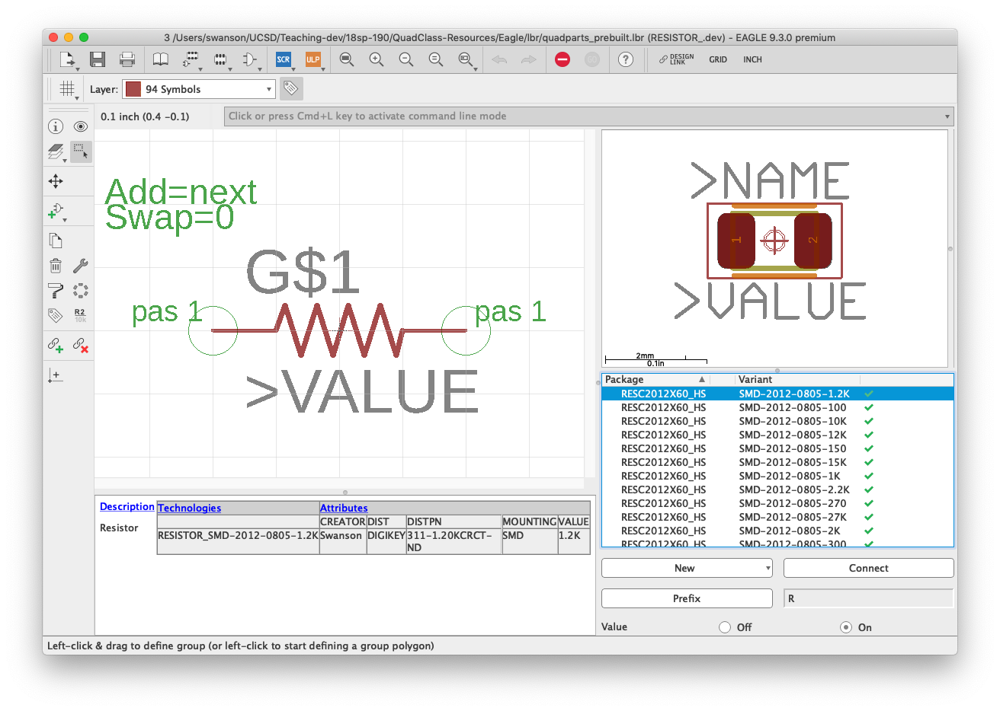 3 /Users/swanson/UCSD/Teaching-dev/18sp-190/QuadClass-Resources/Eagle/lbr/quadparts_prebuilt.lbr (RESISTOR_.dev) - EAGLE 9.3.0 premium
SCR ULP GO ? DESIGN LINK GRID INCH
Layer: 94 Symbols
0.1 inch (0.4 -0.1) Click or press Cmd+L key to activate command line mode
R2
10k
Add=next
Swap=0
G$1
pas 1 pas 1
>VALUE
>NAME
1 2
>VALUE
2mm
0.1in
Package Variant
RESC2012X60_HS SMD-2012-0805-1.2K
RESC2012X60_HS SMD-2012-0805-100
RESC2012X60_HS SMD-2012-0805-10K
RESC2012X60_HS SMD-2012-0805-12K
RESC2012X60_HS SMD-2012-0805-150
RESC2012X60_HS SMD-2012-0805-15K
RESC2012X60_HS SMD-2012-0805-1K
RESC2012X60_HS SMD-2012-0805-2.2K
RESC2012X60_HS SMD-2012-0805-270
RESC2012X60_HS SMD-2012-0805-27K
RESC2012X60_HS SMD-2012-0805-2K
RESC2012X60_HS SMD-2012-0805-300
Description Technologies Attributes
Resistor
CREATOR DIST DISTPN MOUNTING VALUE
RESISTOR_SMD-2012-0805-1.2K Swanson DIGIKEY 311-1.20KCRCT-
ND SMD 1.2K
New Connect
Prefix R
Value Off On
Left-click & drag to define group (or left-click to start defining a group polygon)